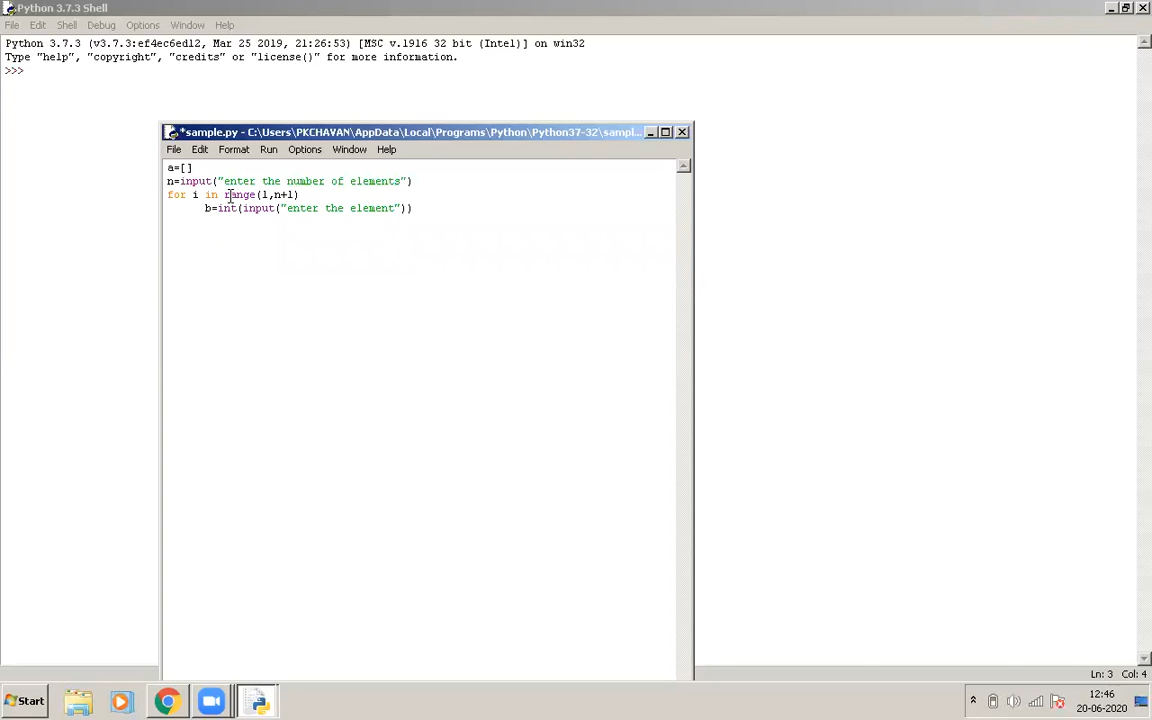 Python 3.7.3 Shell
File Edit Shell Debug Options Window Help
Python 3.7.3 (v3.7.3:ef4ec6ed12, Mar 25 2019, 21:26:53) [MSC v.1916 32 bit (Intel)] on win32
Type "help", "copyright", "credits" or "license()" for more information.
>>>
*sample.py - C:\Users\PKCHAVAN\AppData\Local\Programs\Python\Python37-32\sampl...
File Edit Format Run Options Window Help
a=[]
n=input("enter the number of elements")
for i in range(1,n+1)
b=int(input("enter the element"))
Ln: 3 Col: 4
Start
12:46
20-06-2020